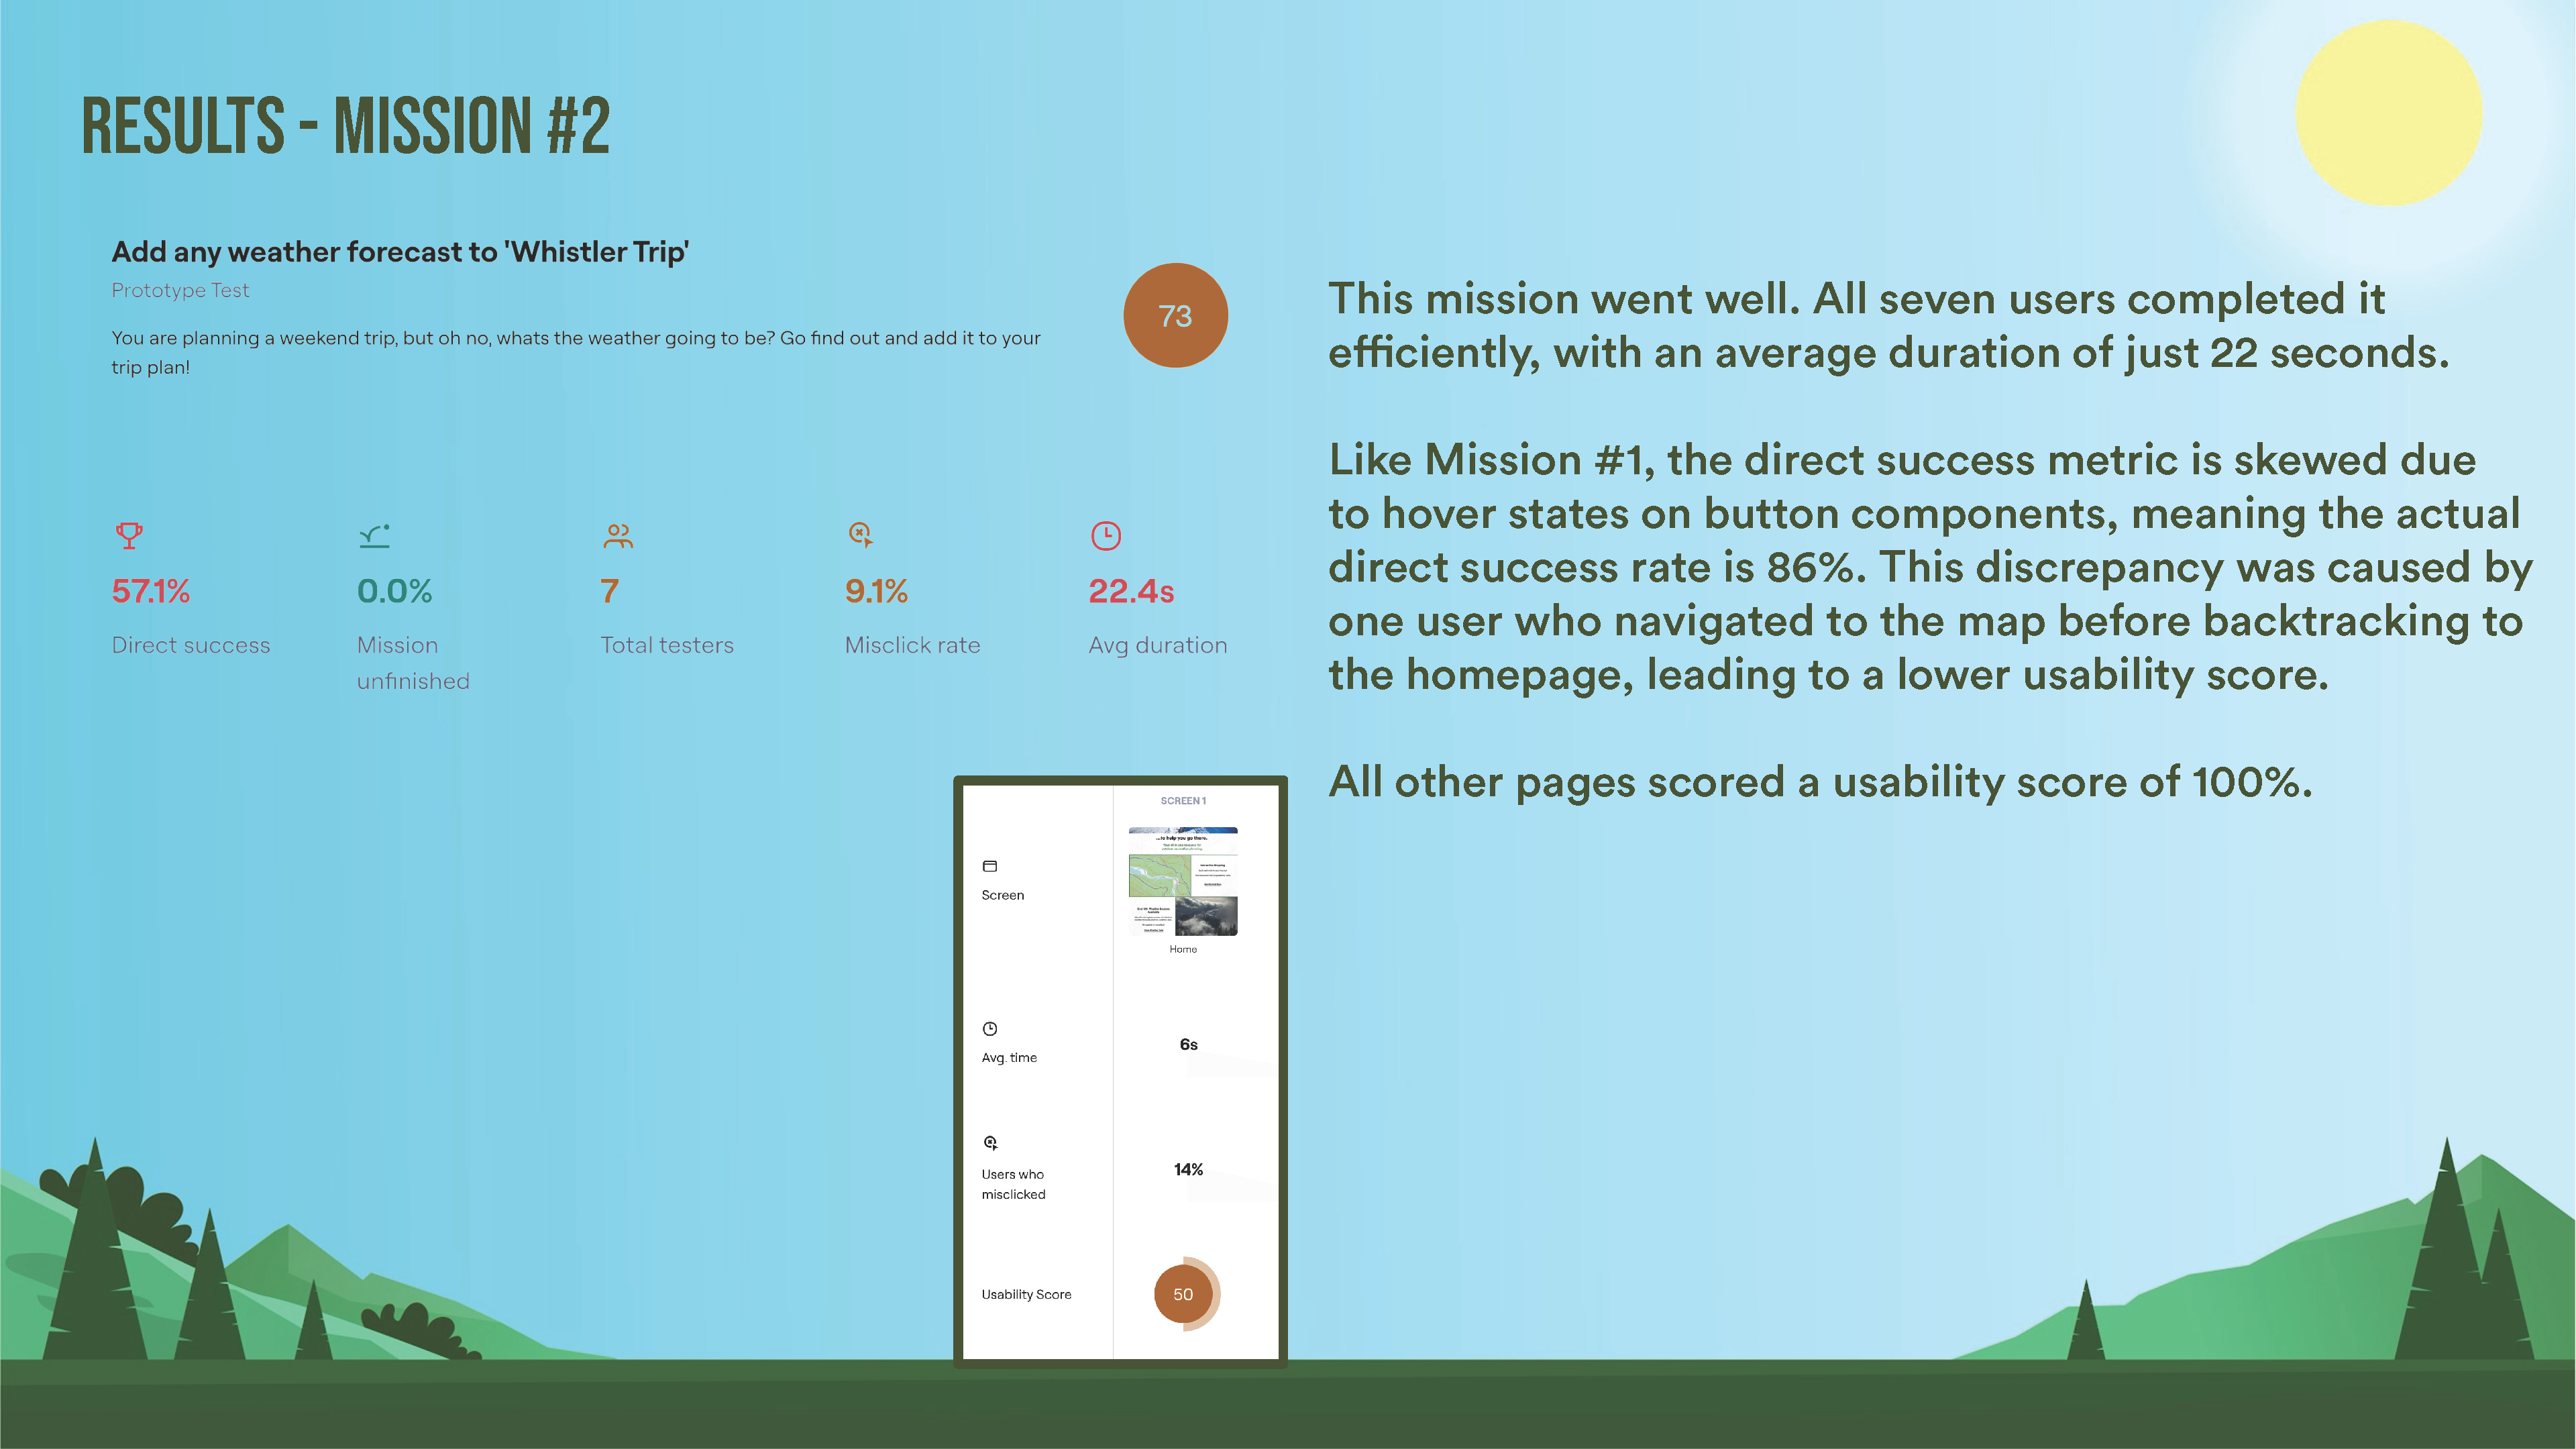 RESULTS - MISSION #2
Add any weather forecast to 'Whistler Trip'
Prototype Test
You are planning a weekend trip, but oh no, whats the weather going to be? Go find out and add it to your
trip plan!
73
57.1%
Direct success
0.0%
Mission
unfinished
7
Total testers
9.1%
Misclick rate
22.4s
Avg duration
This mission went well. All seven users completed it
efficiently, with an average duration of just 22 seconds.
Like Mission #1, the direct success metric is skewed due
to hover states on button components, meaning the actual
direct success rate is 86%. This discrepancy was caused by
one user who navigated to the map before backtracking to
the homepage, leading to a lower usability score.
All other pages scored a usability score of 100%.
SCREEN 1
...to help you go there.
Screen
Home
Avg. time
6s
Users who
misclicked
14%
Usability Score
50